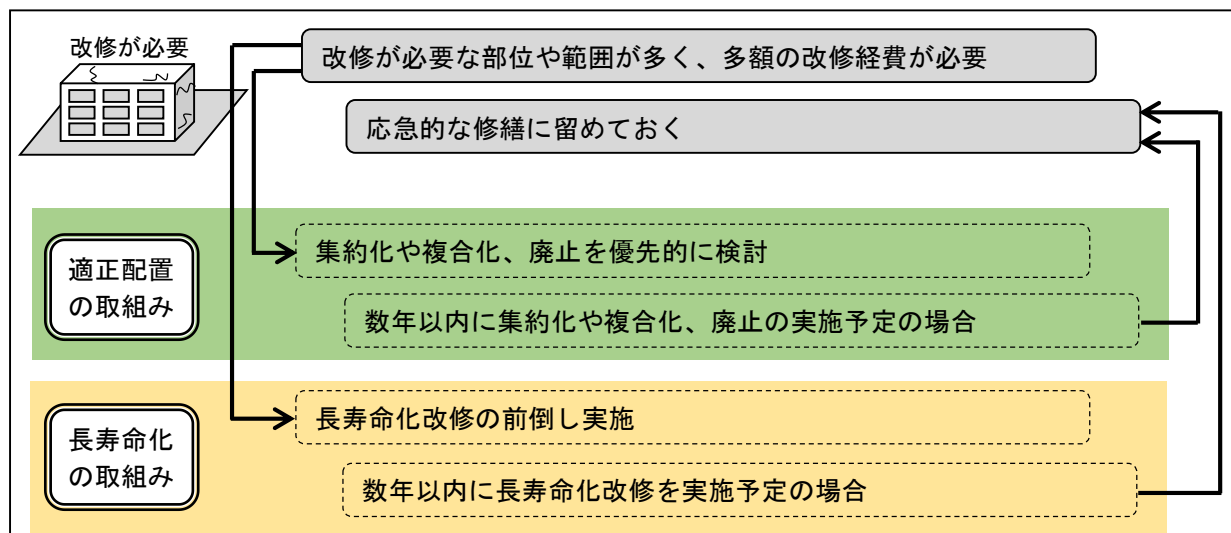 改修が必要
改修が必要な部位や範囲が多く、多額の改修経費が必要
応急的な修繕に留めておく
適正配置
の取組み
集約化や複合化、廃止を優先的に検討
数年以内に集約化や複合化、廃止の実施予定の場合
長寿命化
の取組み
長寿命化改修の前倒し実施
数年以内に長寿命化改修を実施予定の場合